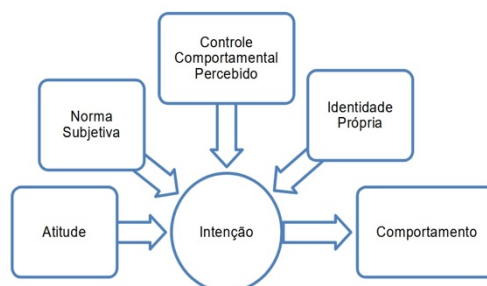 Controle
Comportamental
Percebido
Norma
Subjetiva
Identidade
Própria
Atitude
Intenção
Comportamento